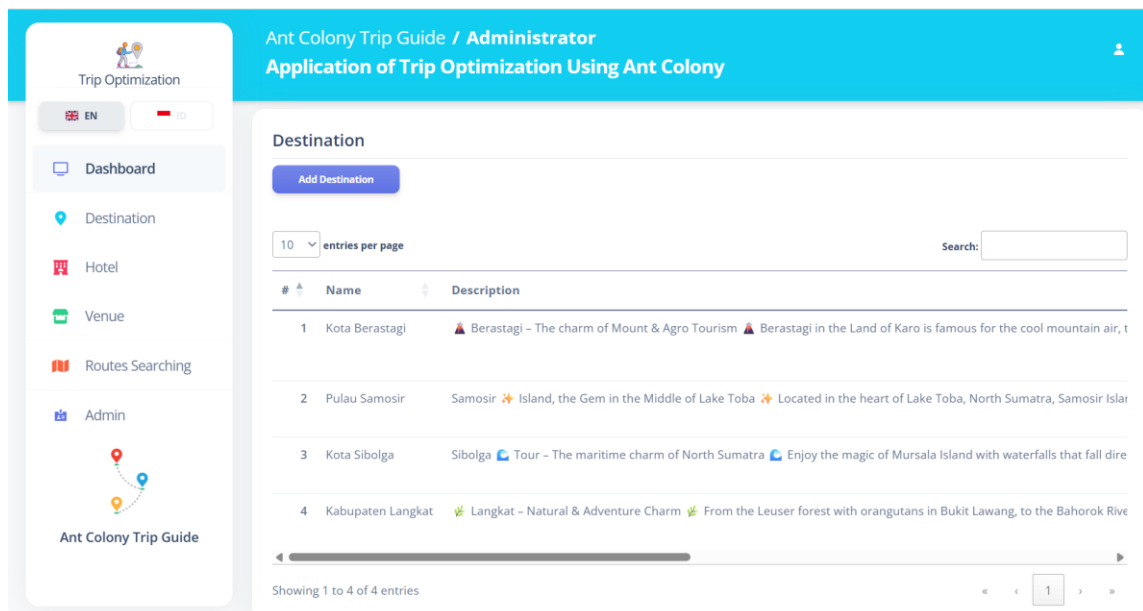 Trip Optimization
EN
ID
Dashboard
Destination
Hotel
Venue
Routes Searching
Admin
Ant Colony Trip Guide
Ant Colony Trip Guide / Administrator
Application of Trip Optimization Using Ant Colony
Destination
Add Destination
10 entries per page
Search:
# Name Description
1 Kota Berastagi 🌋 Berastagi – The charm of Mount & Agro Tourism 🌋 Berastagi in the Land of Karo is famous for the cool mountain air, t
2 Pulau Samosir Samosir ✨ Island, the Gem in the Middle of Lake Toba ✨ Located in the heart of Lake Toba, North Sumatra, Samosir Islan
3 Kota Sibolga Sibolga 🌊 Tour – The maritime charm of North Sumatra 🌊 Enjoy the magic of Mursala Island with waterfalls that fall dire
4 Kabupaten Langkat 🌿 Langkat – Natural & Adventure Charm 🌿 From the Leuser forest with orangutans in Bukit Lawang, to the Bahorok Rive
Showing 1 to 4 of 4 entries
« ‹ 1 › »